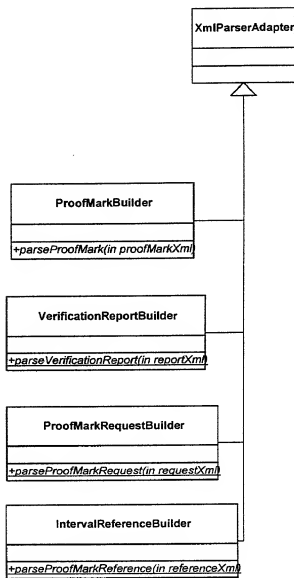 XmlParserAdapter
ProofMarkBuilder
+parseProofMark(in proofMarkXml)
VerificationReportBuilder
+parseVerificationReport(in reportXml)
ProofMarkRequestBuilder
+parseProofMarkRequest(in requestXml)
IntervalReferenceBuilder
+parseProofMarkReference(in referenceXml)